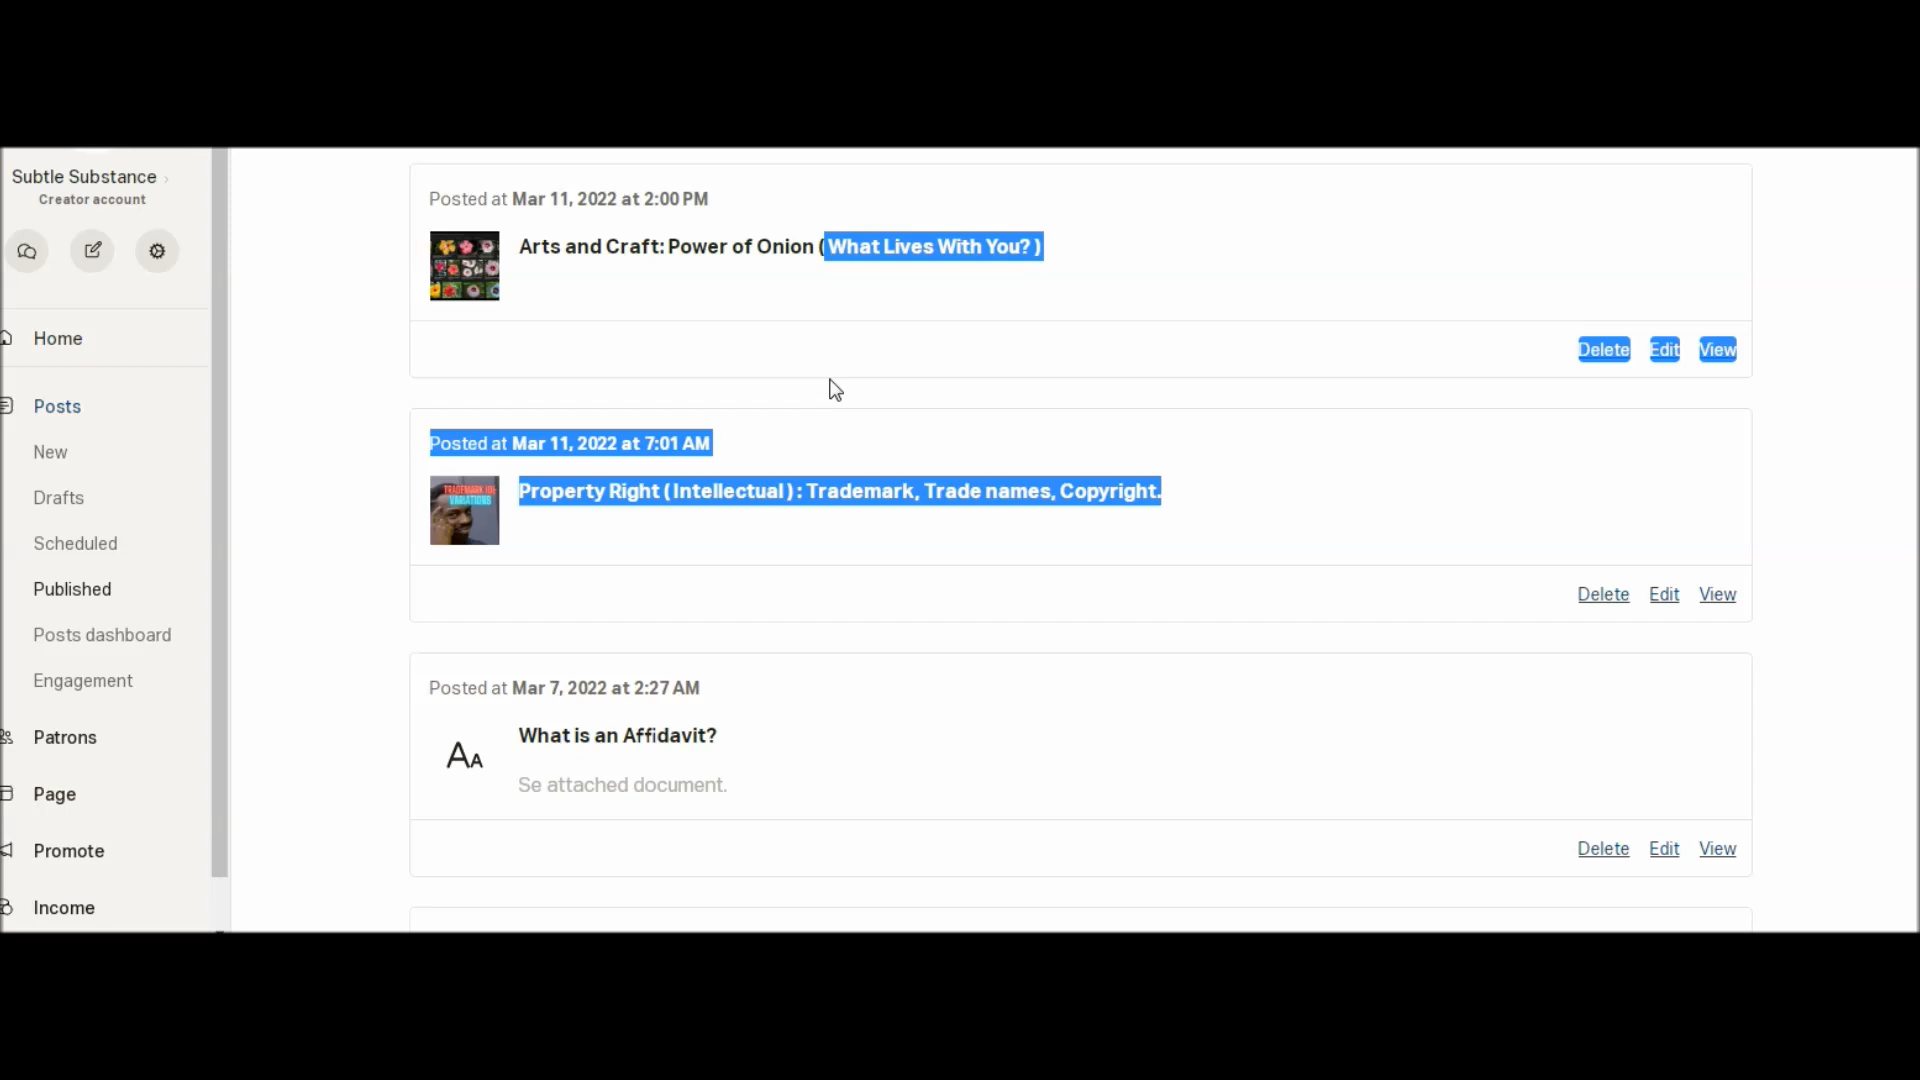 Subtle Substance
Creator account
Home
Posts
New
Drafts
Scheduled
Published
Posts dashboard
Engagement
Patrons
Page
Promote
Income
Posted at Mar 11, 2022 at 2:00 PM
Arts and Craft: Power of Onion ( What Lives With You? )
Delete Edit View
Posted at Mar 11, 2022 at 7:01 AM
TRADEMARK
VARIATIONS
Property Right ( Intellectual ) : Trademark, Trade names, Copyright.
Delete Edit View
Posted at Mar 7, 2022 at 2:27 AM
AA
What is an Affidavit?
Se attached document.
Delete Edit View